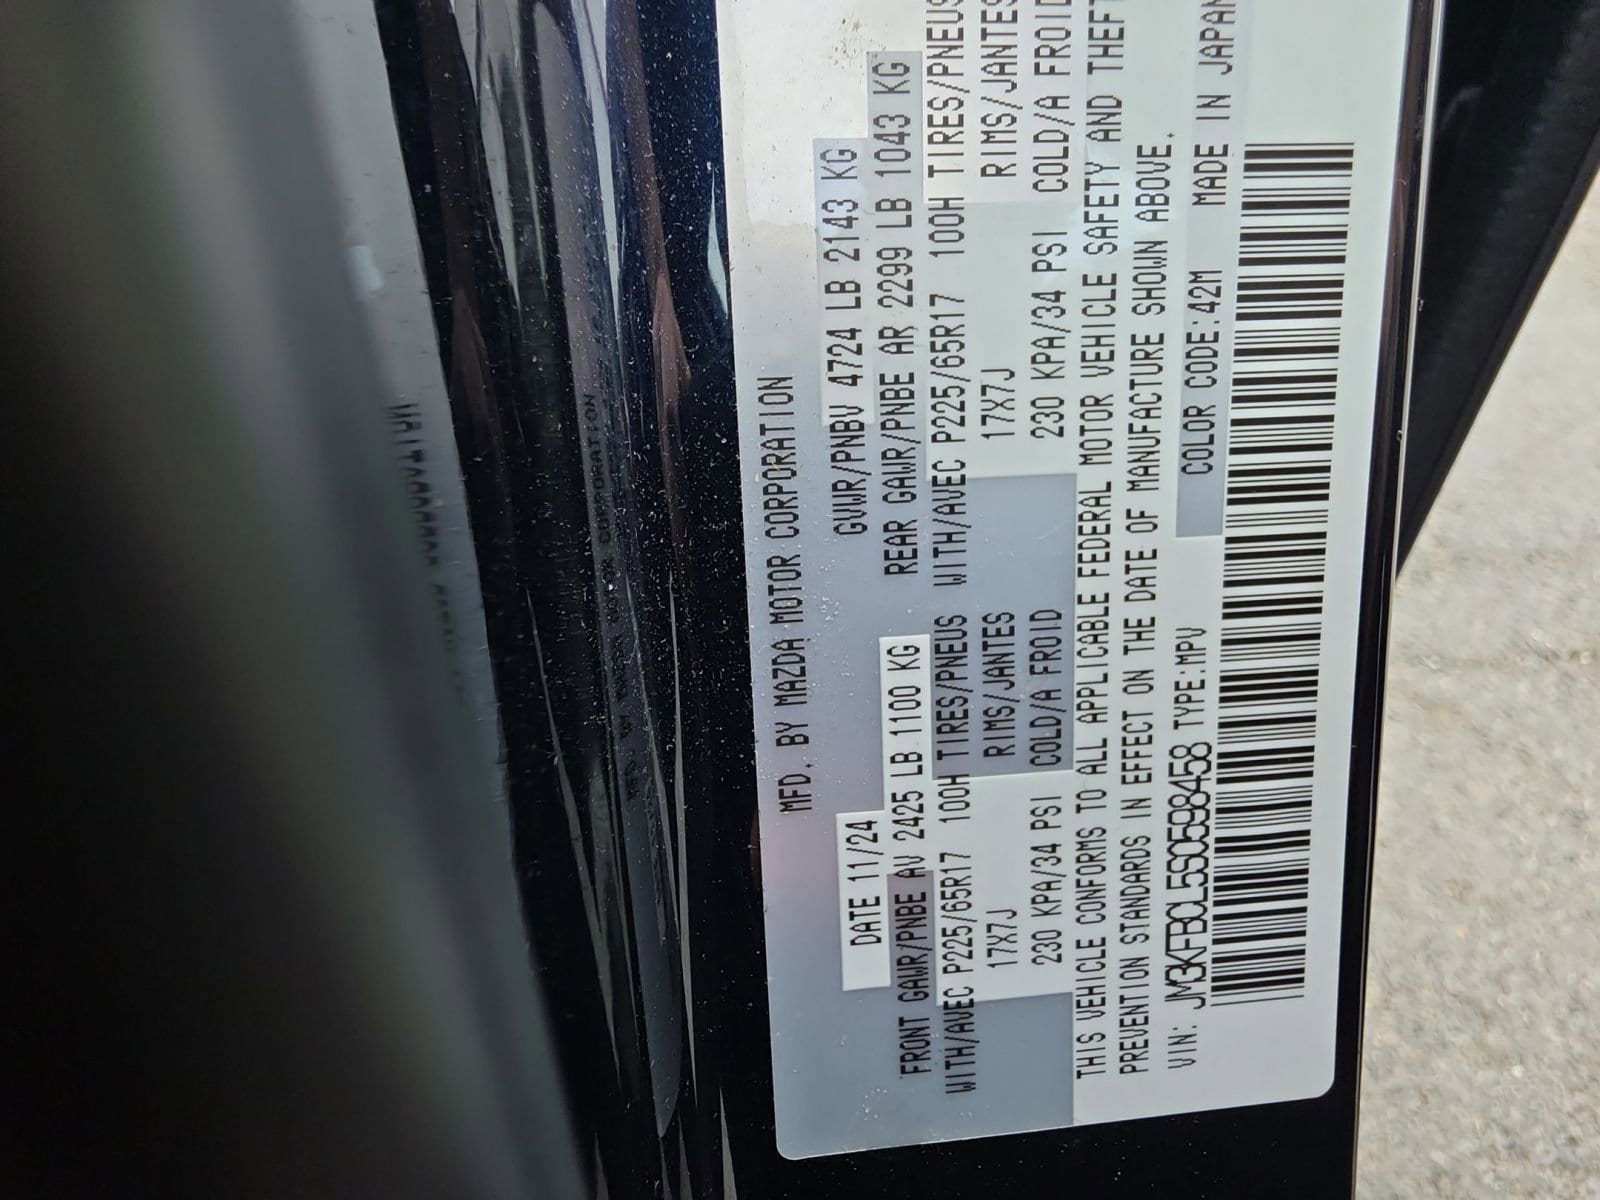 MFD. BY MAZDA MOTOR CORPORATION
DATE 11/24 GVWR/PNBV 4724 LB 2143 KG
FRONT GAWR/PNBE AV 2425 LB 1100 KG REAR GAWR/PNBE AR 2299 LB 1043 KG
WITH/AVEC P225/65R17 100H TIRES/PNEUS WITH/AVEC P225/65R17 100H TIRES/PNEUS
17X7J RIMS/JANTES 17X7J RIMS/JANTES
230 KPA/34 PSI COLD/A FROID 230 KPA/34 PSI COLD/A FROID
THIS VEHICLE CONFORMS TO ALL APPLICABLE FEDERAL MOTOR VEHICLE SAFETY AND THEFT
PREVENTION STANDARDS IN EFFECT ON THE DATE OF MANUFACTURE SHOWN ABOVE.
VIN: JM3KFBCL5S0598458 TYPE:MPV COLOR CODE:42M MADE IN JAPAN